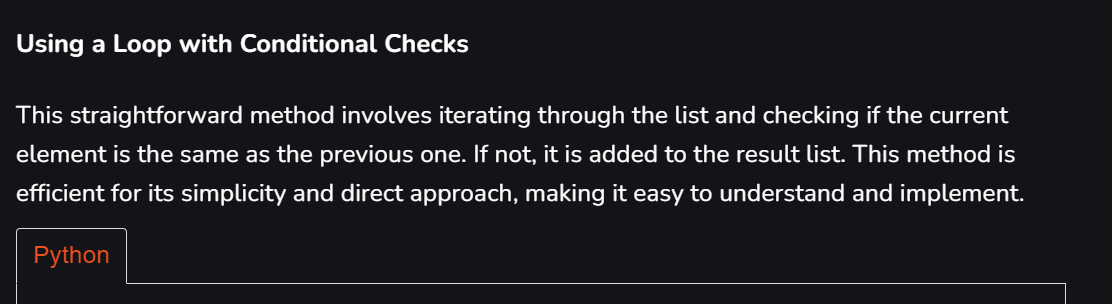 Using a Loop with Conditional Checks
This straightforward method involves iterating through the list and checking if the current
element is the same as the previous one. If not, it is added to the result list. This method is
efficient for its simplicity and direct approach, making it easy to understand and implement.
Python